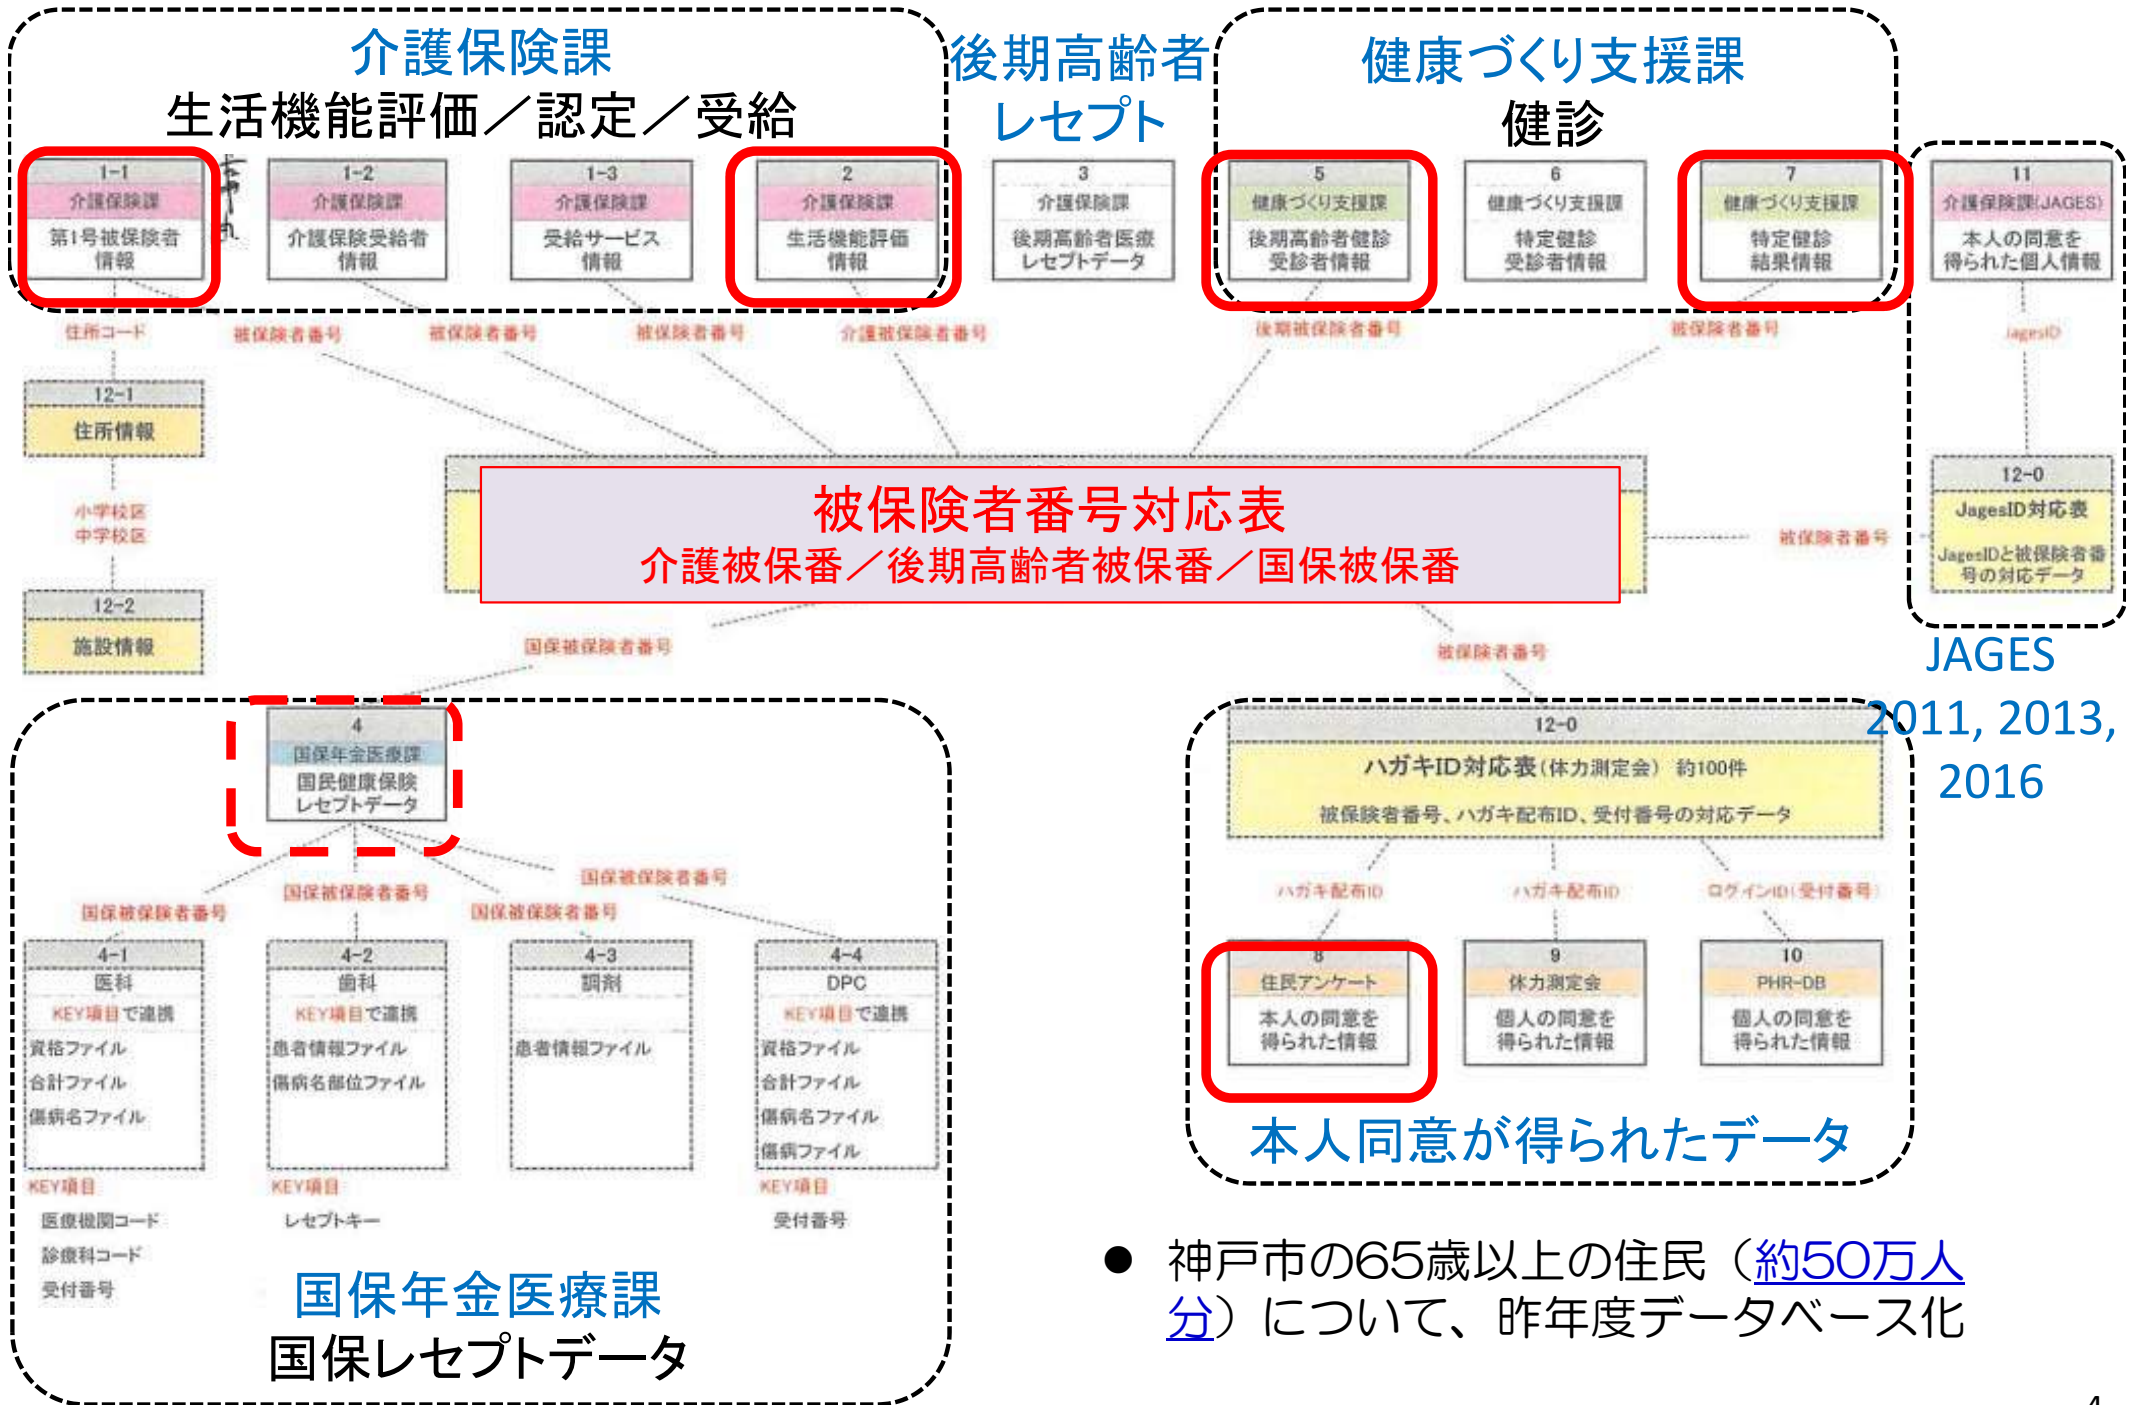 介護保険課
生活機能評価／認定／受給
後期高齢者
レセプト
健康づくり支援課
健診
1-1
介護保険課
第1号被保険者
情報
1-2
介護保険課
介護保険受給者
情報
1-3
介護保険課
受給サービス
情報
2
介護保険課
生活機能評価
情報
3
介護保険課
後期高齢者医療
レセプトデータ
5
健康づくり支援課
後期高齢者健診
受診者情報
6
健康づくり支援課
特定健診
受診者情報
7
健康づくり支援課
特定健診
結果情報
11
介護保険課(JAGES)
本人の同意を
得られた個人情報
住所コード
被保険者番号
被保険者番号
被保険者番号
介護被保険者番号
後期被保険者番号
被保険者番号
jagesID
12-1
住所情報
小学校区
中学校区
12-2
施設情報
被保険者番号対応表
介護被保番／後期高齢者被保番／国保被保番
被保険者番号
12-0
JagesID対応表
JagesIDと被保険者番
号の対応データ
国保被保険者番号
被保険者番号
JAGES
2011, 2013,
2016
4
国保年金医療課
国民健康保険
レセプトデータ
国保被保険者番号
国保被保険者番号
国保被保険者番号
国保被保険者番号
4-1
医科
KEY項目で連携
資格ファイル
合計ファイル
傷病名ファイル
KEY項目
医療機関コード
診療科コード
受付番号
4-2
歯科
KEY項目で連携
患者情報ファイル
傷病名部位ファイル
KEY項目
レセプトキー
4-3
調剤
患者情報ファイル
4-4
DPC
KEY項目で連携
資格ファイル
合計ファイル
傷病名ファイル
傷病ファイル
KEY項目
受付番号
国保年金医療課
国保レセプトデータ
12-0
ハガキID対応表(体力測定会) 約100件
被保険者番号、ハガキ配布ID、受付番号の対応データ
ハガキ配布ID
ハガキ配布ID
ログインID(受付番号)
8
住民アンケート
本人の同意を
得られた情報
9
体力測定会
個人の同意を
得られた情報
10
PHR-DB
個人の同意を
得られた情報
本人同意が得られたデータ
● 神戸市の65歳以上の住民（約50万人
分）について、昨年度データベース化